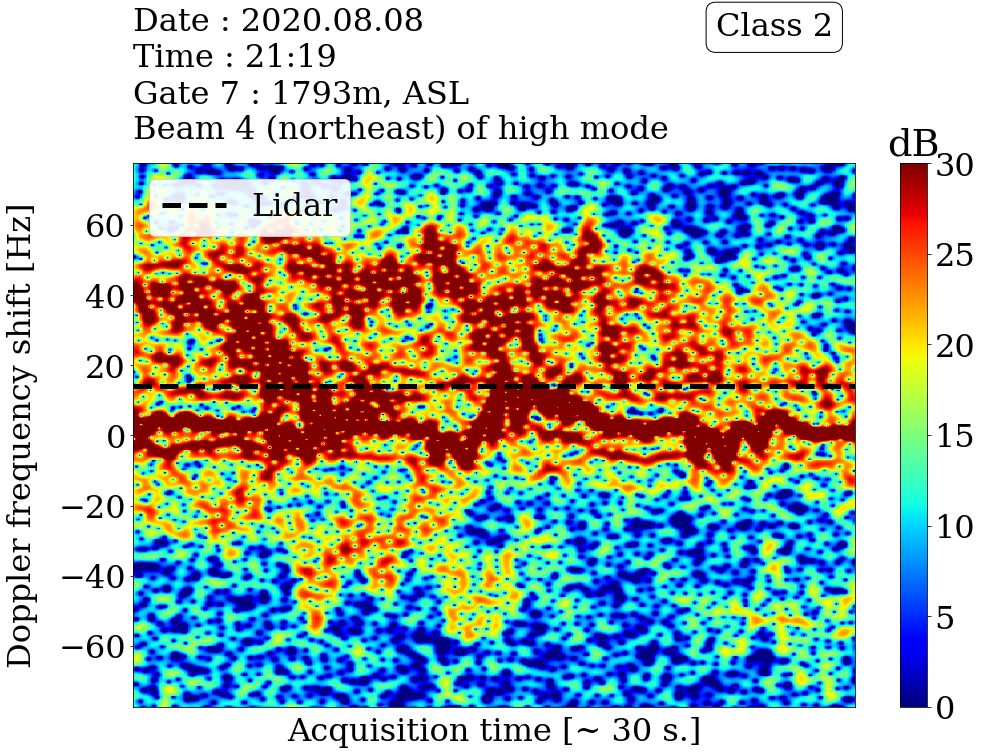 Date : 2020.08.08
Time : 21:19
Gate 7 : 1793m, ASL
Beam 4 (northeast) of high mode
Class 2
dB
Lidar
Doppler frequency shift [Hz]
60
40
20
0
−20
−40
−60
30
25
20
15
10
5
0
Acquisition time [~ 30 s.]